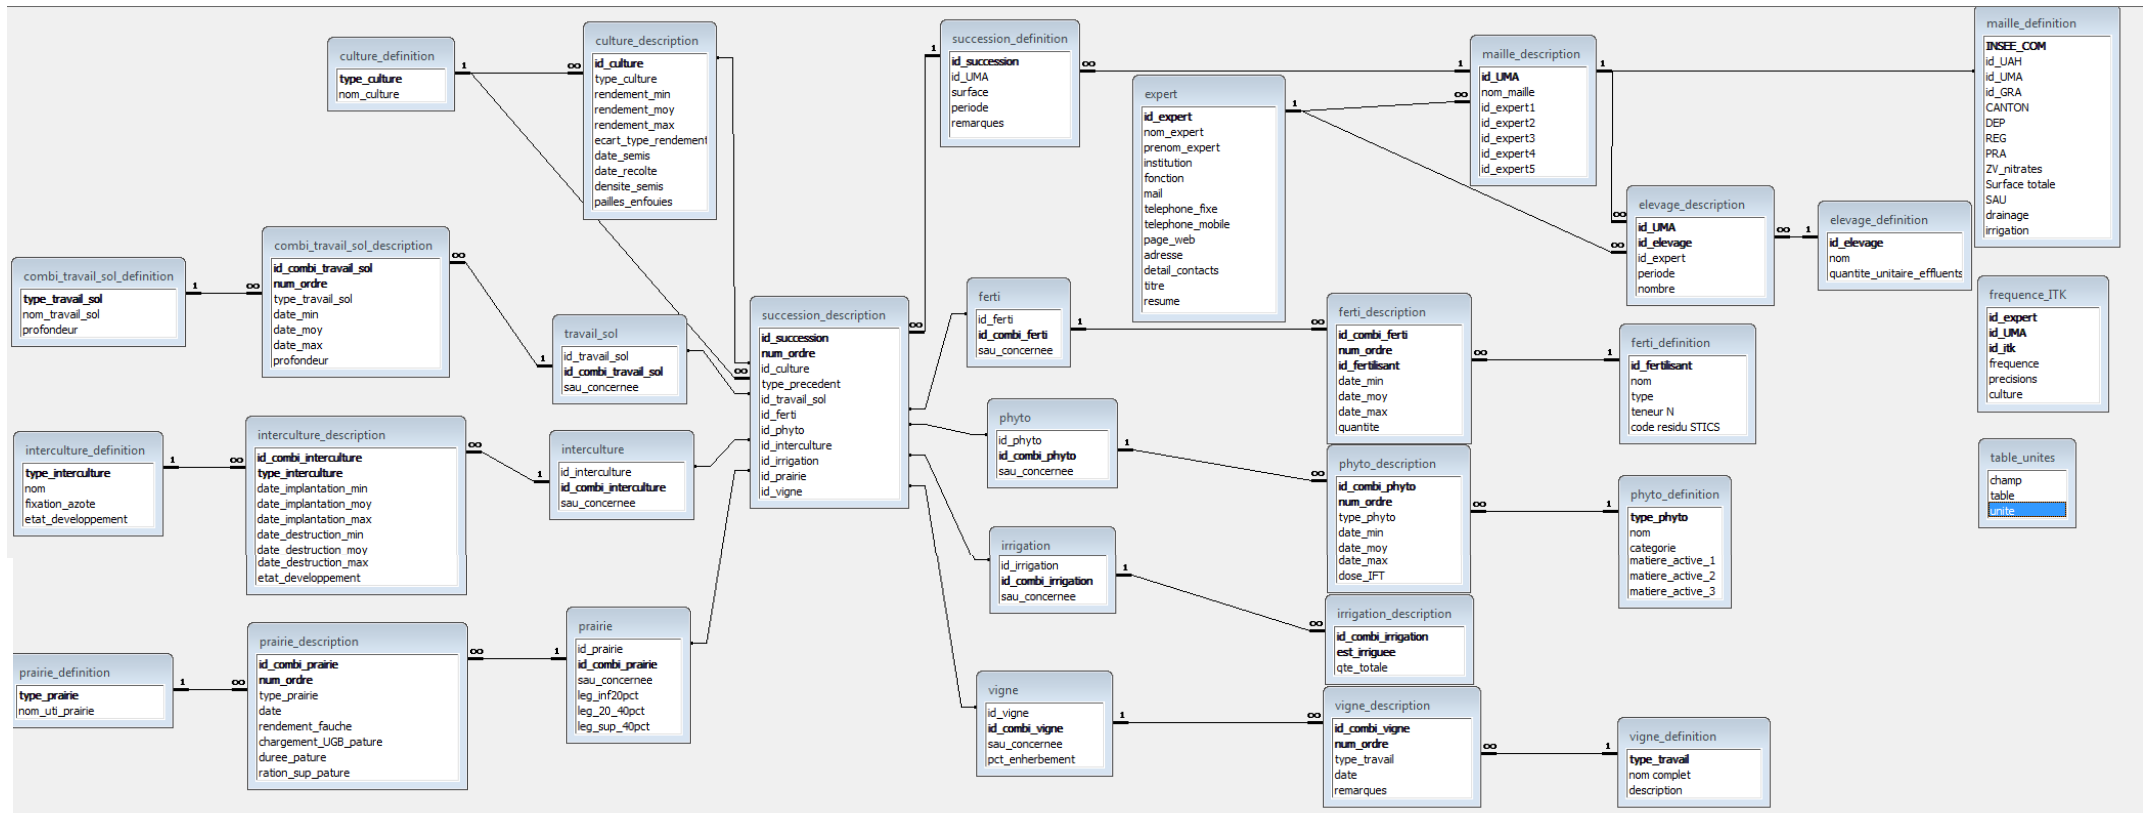 culture_definition
type_culture
nom_culture
culture_description
id_culture
type_culture
rendement_min
rendement_moy
rendement_max
ecart_type_rendement
date_semis
date_recolte
densite_semis
pailles_enfouies
succession_definition
id_succession
id_UMA
surface
periode
remarques
expert
id_expert
nom_expert
prenom_expert
institution
fonction
mail
telephone_fixe
telephone_mobile
page_web
adresse
detail_contacts
titre
resume
maille_description
id_UMA
nom_maille
id_expert1
id_expert2
id_expert3
id_expert4
id_expert5
maille_definition
INSEE_COM
id_UAH
id_UMA
id_GRA
CANTON
DEP
REG
PRA
ZV_nitrates
Surface totale
SAU
drainage
irrigation
elevage_description
id_UMA
id_elevage
id_expert
periode
nombre
elevage_definition
id_elevage
nom
quantite_unitaire_effluents
combi_travail_sol_definition
type_travail_sol
nom_travail_sol
profondeur
combi_travail_sol_description
id_combi_travail_sol
num_ordre
type_travail_sol
date_min
date_moy
date_max
profondeur
travail_sol
id_travail_sol
id_combi_travail_sol
sau_concernee
succession_description
id_succession
num_ordre
id_culture
type_precedent
id_travail_sol
id_ferti
id_phyto
id_interculture
id_irrigation
id_prairie
id_vigne
ferti
id_ferti
id_combi_ferti
sau_concernee
ferti_description
id_combi_ferti
num_ordre
id_fertilisant
date_min
date_moy
date_max
quantite
ferti_definition
id_fertilisant
nom
type
teneur N
code residu STICS
frequence_ITK
id_expert
id_UMA
id_itk
frequence
precisions
culture
interculture_definition
type_interculture
nom
fixation_azote
etat_developpement
interculture_description
id_combi_interculture
type_interculture
date_implantation_min
date_implantation_moy
date_implantation_max
date_destruction_min
date_destruction_moy
date_destruction_max
etat_developpement
interculture
id_interculture
id_combi_interculture
sau_concernee
phyto
id_phyto
id_combi_phyto
sau_concernee
phyto_description
id_combi_phyto
num_ordre
type_phyto
date_min
date_moy
date_max
dose_IFT
phyto_definition
type_phyto
nom
categorie
matiere_active_1
matiere_active_2
matiere_active_3
table_unites
champ
table
unite
irrigation
id_irrigation
id_combi_irrigation
sau_concernee
irrigation_description
id_combi_irrigation
est_irriguee
qte_totale
prairie_definition
type_prairie
nom_uti_prairie
prairie_description
id_combi_prairie
num_ordre
type_prairie
date
rendement_fauche
chargement_UGB_pature
duree_pature
ration_sup_pature
prairie
id_prairie
id_combi_prairie
sau_concernee
leg_inf20pct
leg_20_40pct
leg_sup_40pct
vigne
id_vigne
id_combi_vigne
sau_concernee
pct_enherbement
vigne_description
id_combi_vigne
num_ordre
type_travail
date
remarques
vigne_definition
type_travail
nom complet
description